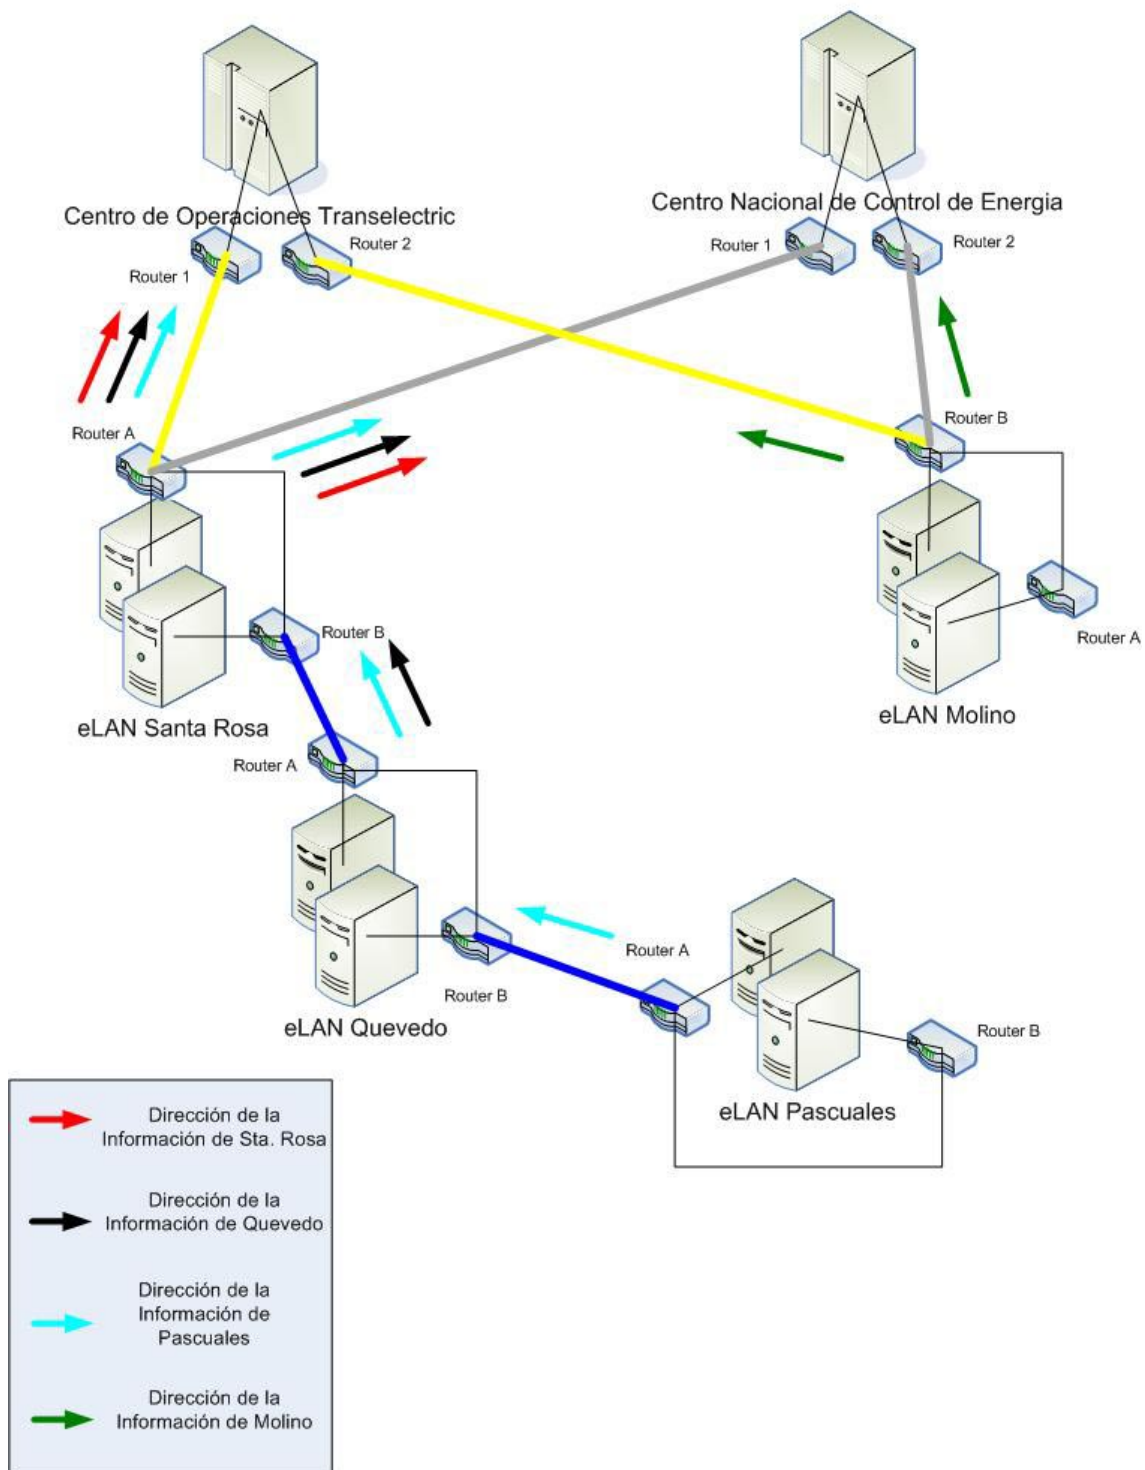 Centro de Operaciones Transelectric
Centro Nacional de Control de Energia
Router 1
Router 2
Router 1
Router 2
Router A
Router B
Router B
Router A
eLAN Santa Rosa
eLAN Molino
Router A
Router A
Router B
Router B
eLAN Quevedo
eLAN Pascuales
Dirección de la
Información de Sta. Rosa
Dirección de la
Información de Quevedo
Dirección de la
Información de
Pascuales
Dirección de la
Información de Molino